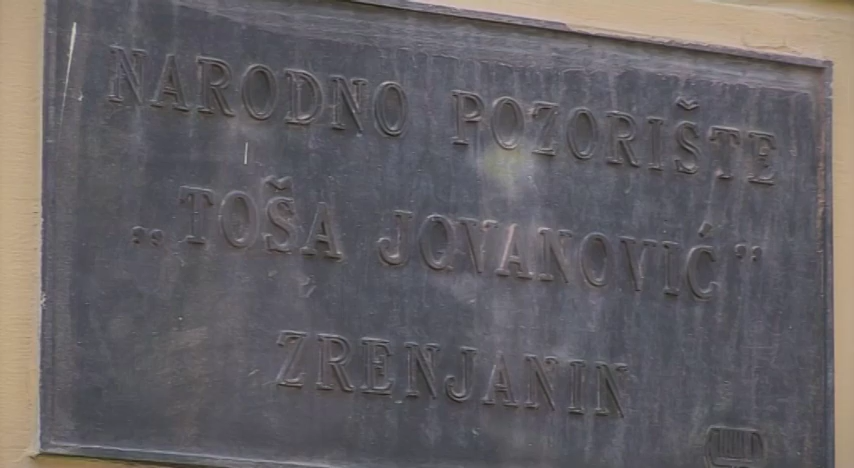 NARODNO POZORIŠTE
„TOŠA JOVANOVIĆ”
ZRENJANIN